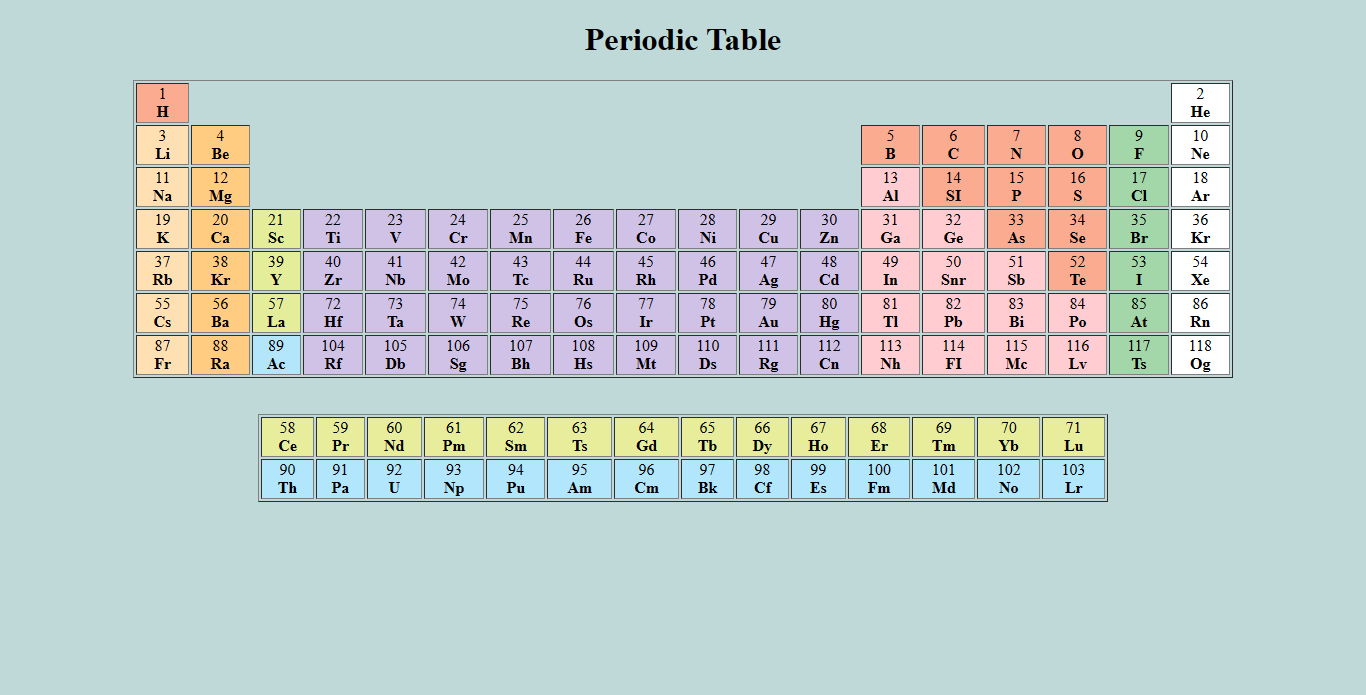 Periodic Table
1 2
H He
3 4 5 6 7 8 9 10
Li Be B C N O F Ne
11 12 13 14 15 16 17 18
Na Mg Al SI P S Cl Ar
19 20 21 22 23 24 25 26 27 28 29 30 31 32 33 34 35 36
K Ca Sc Ti V Cr Mn Fe Co Ni Cu Zn Ga Ge As Se Br Kr
37 38 39 40 41 42 43 44 45 46 47 48 49 50 51 52 53 54
Rb Kr Y Zr Nb Mo Tc Ru Rh Pd Ag Cd In Snr Sb Te I Xe
55 56 57 72 73 74 75 76 77 78 79 80 81 82 83 84 85 86
Cs Ba La Hf Ta W Re Os Ir Pt Au Hg Tl Pb Bi Po At Rn
87 88 89 104 105 106 107 108 109 110 111 112 113 114 115 116 117 118
Fr Ra Ac Rf Db Sg Bh Hs Mt Ds Rg Cn Nh FI Mc Lv Ts Og
58 59 60 61 62 63 64 65 66 67 68 69 70 71
Ce Pr Nd Pm Sm Ts Gd Tb Dy Ho Er Tm Yb Lu
90 91 92 93 94 95 96 97 98 99 100 101 102 103
Th Pa U Np Pu Am Cm Bk Cf Es Fm Md No Lr